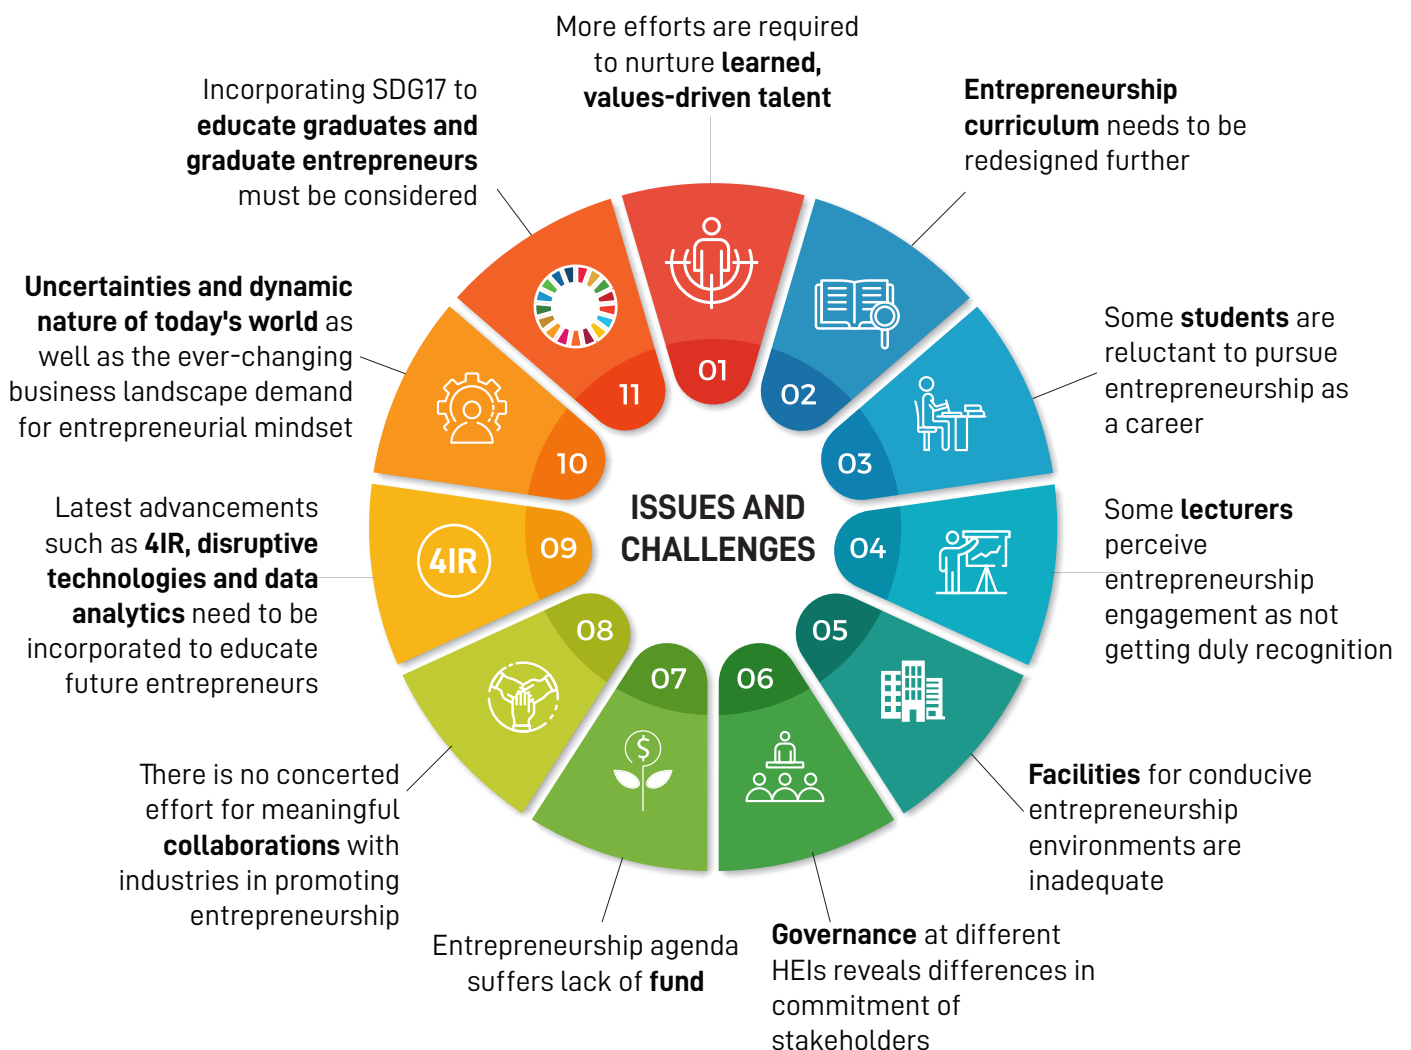 More efforts are required
to nurture learned,
values-driven talent
01
Entrepreneurship
curriculum needs to be
redesigned further
02
Some students are
reluctant to pursue
entrepreneurship as
a career
03
Some lecturers
perceive
entrepreneurship
engagement as not
getting duly recognition
04
Facilities for conducive
entrepreneurship
environments are
inadequate
05
Governance at different
HEIs reveals differences in
commitment of
stakeholders
06
Entrepreneurship agenda
suffers lack of fund
07
$
There is no concerted
effort for meaningful
collaborations with
industries in promoting
entrepreneurship
08
Latest advancements
such as 4IR, disruptive
technologies and data
analytics need to be
incorporated to educate
future entrepreneurs
4IR
09
Uncertainties and dynamic
nature of today's world as
well as the ever-changing
business landscape demand
for entrepreneurial mindset
10
Incorporating SDG17 to
educate graduates and
graduate entrepreneurs
must be considered
11
ISSUES AND
CHALLENGES